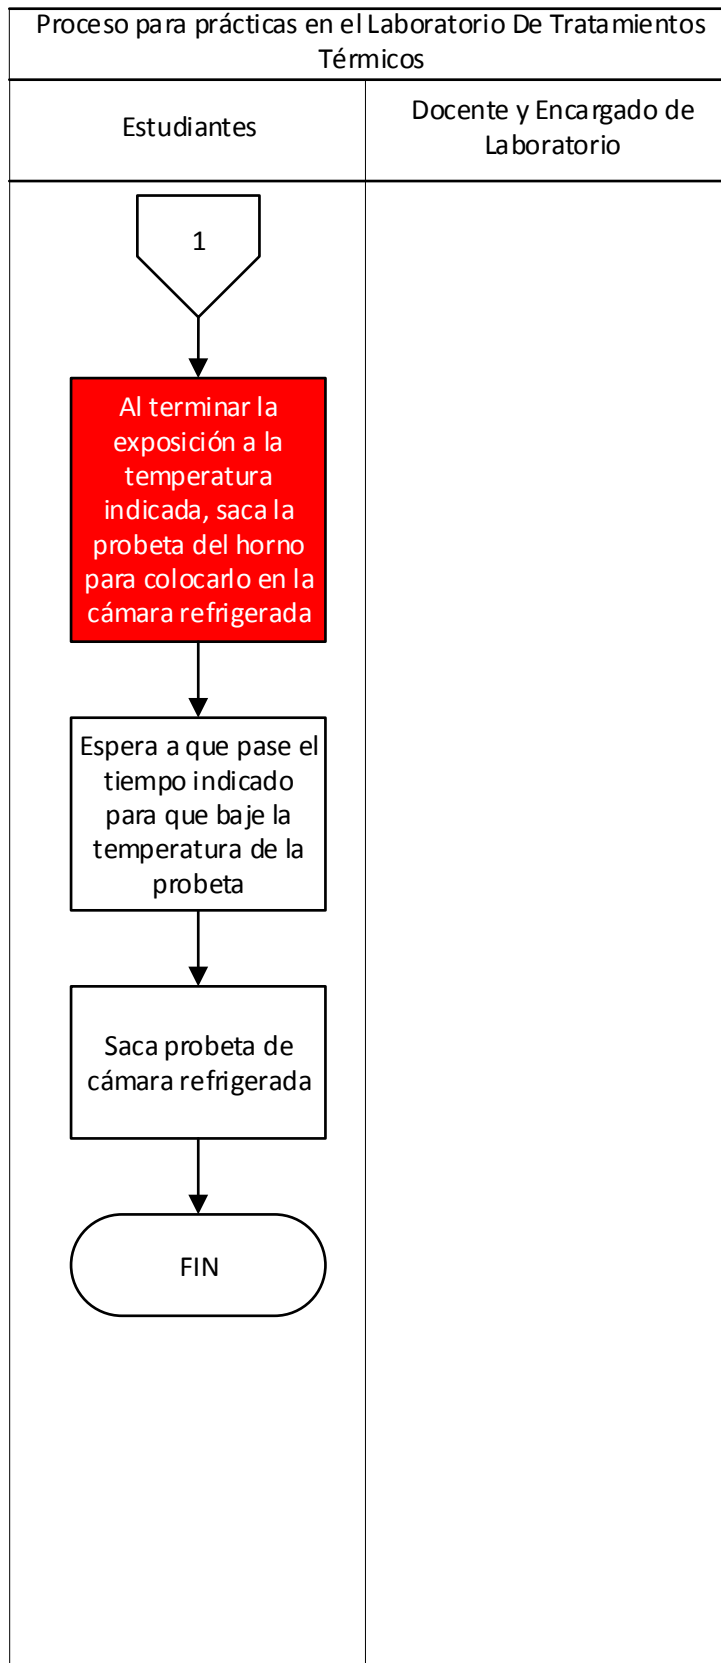 Proceso para prácticas en el Laboratorio De Tratamientos
Térmicos
Estudiantes
Docente y Encargado de
Laboratorio
1
Al terminar la
exposición a la
temperatura
indicada, saca la
probeta del horno
para colocarlo en la
cámara refrigerada
Espera a que pase el
tiempo indicado
para que baje la
temperatura de la
probeta
Saca probeta de
cámara refrigerada
FIN